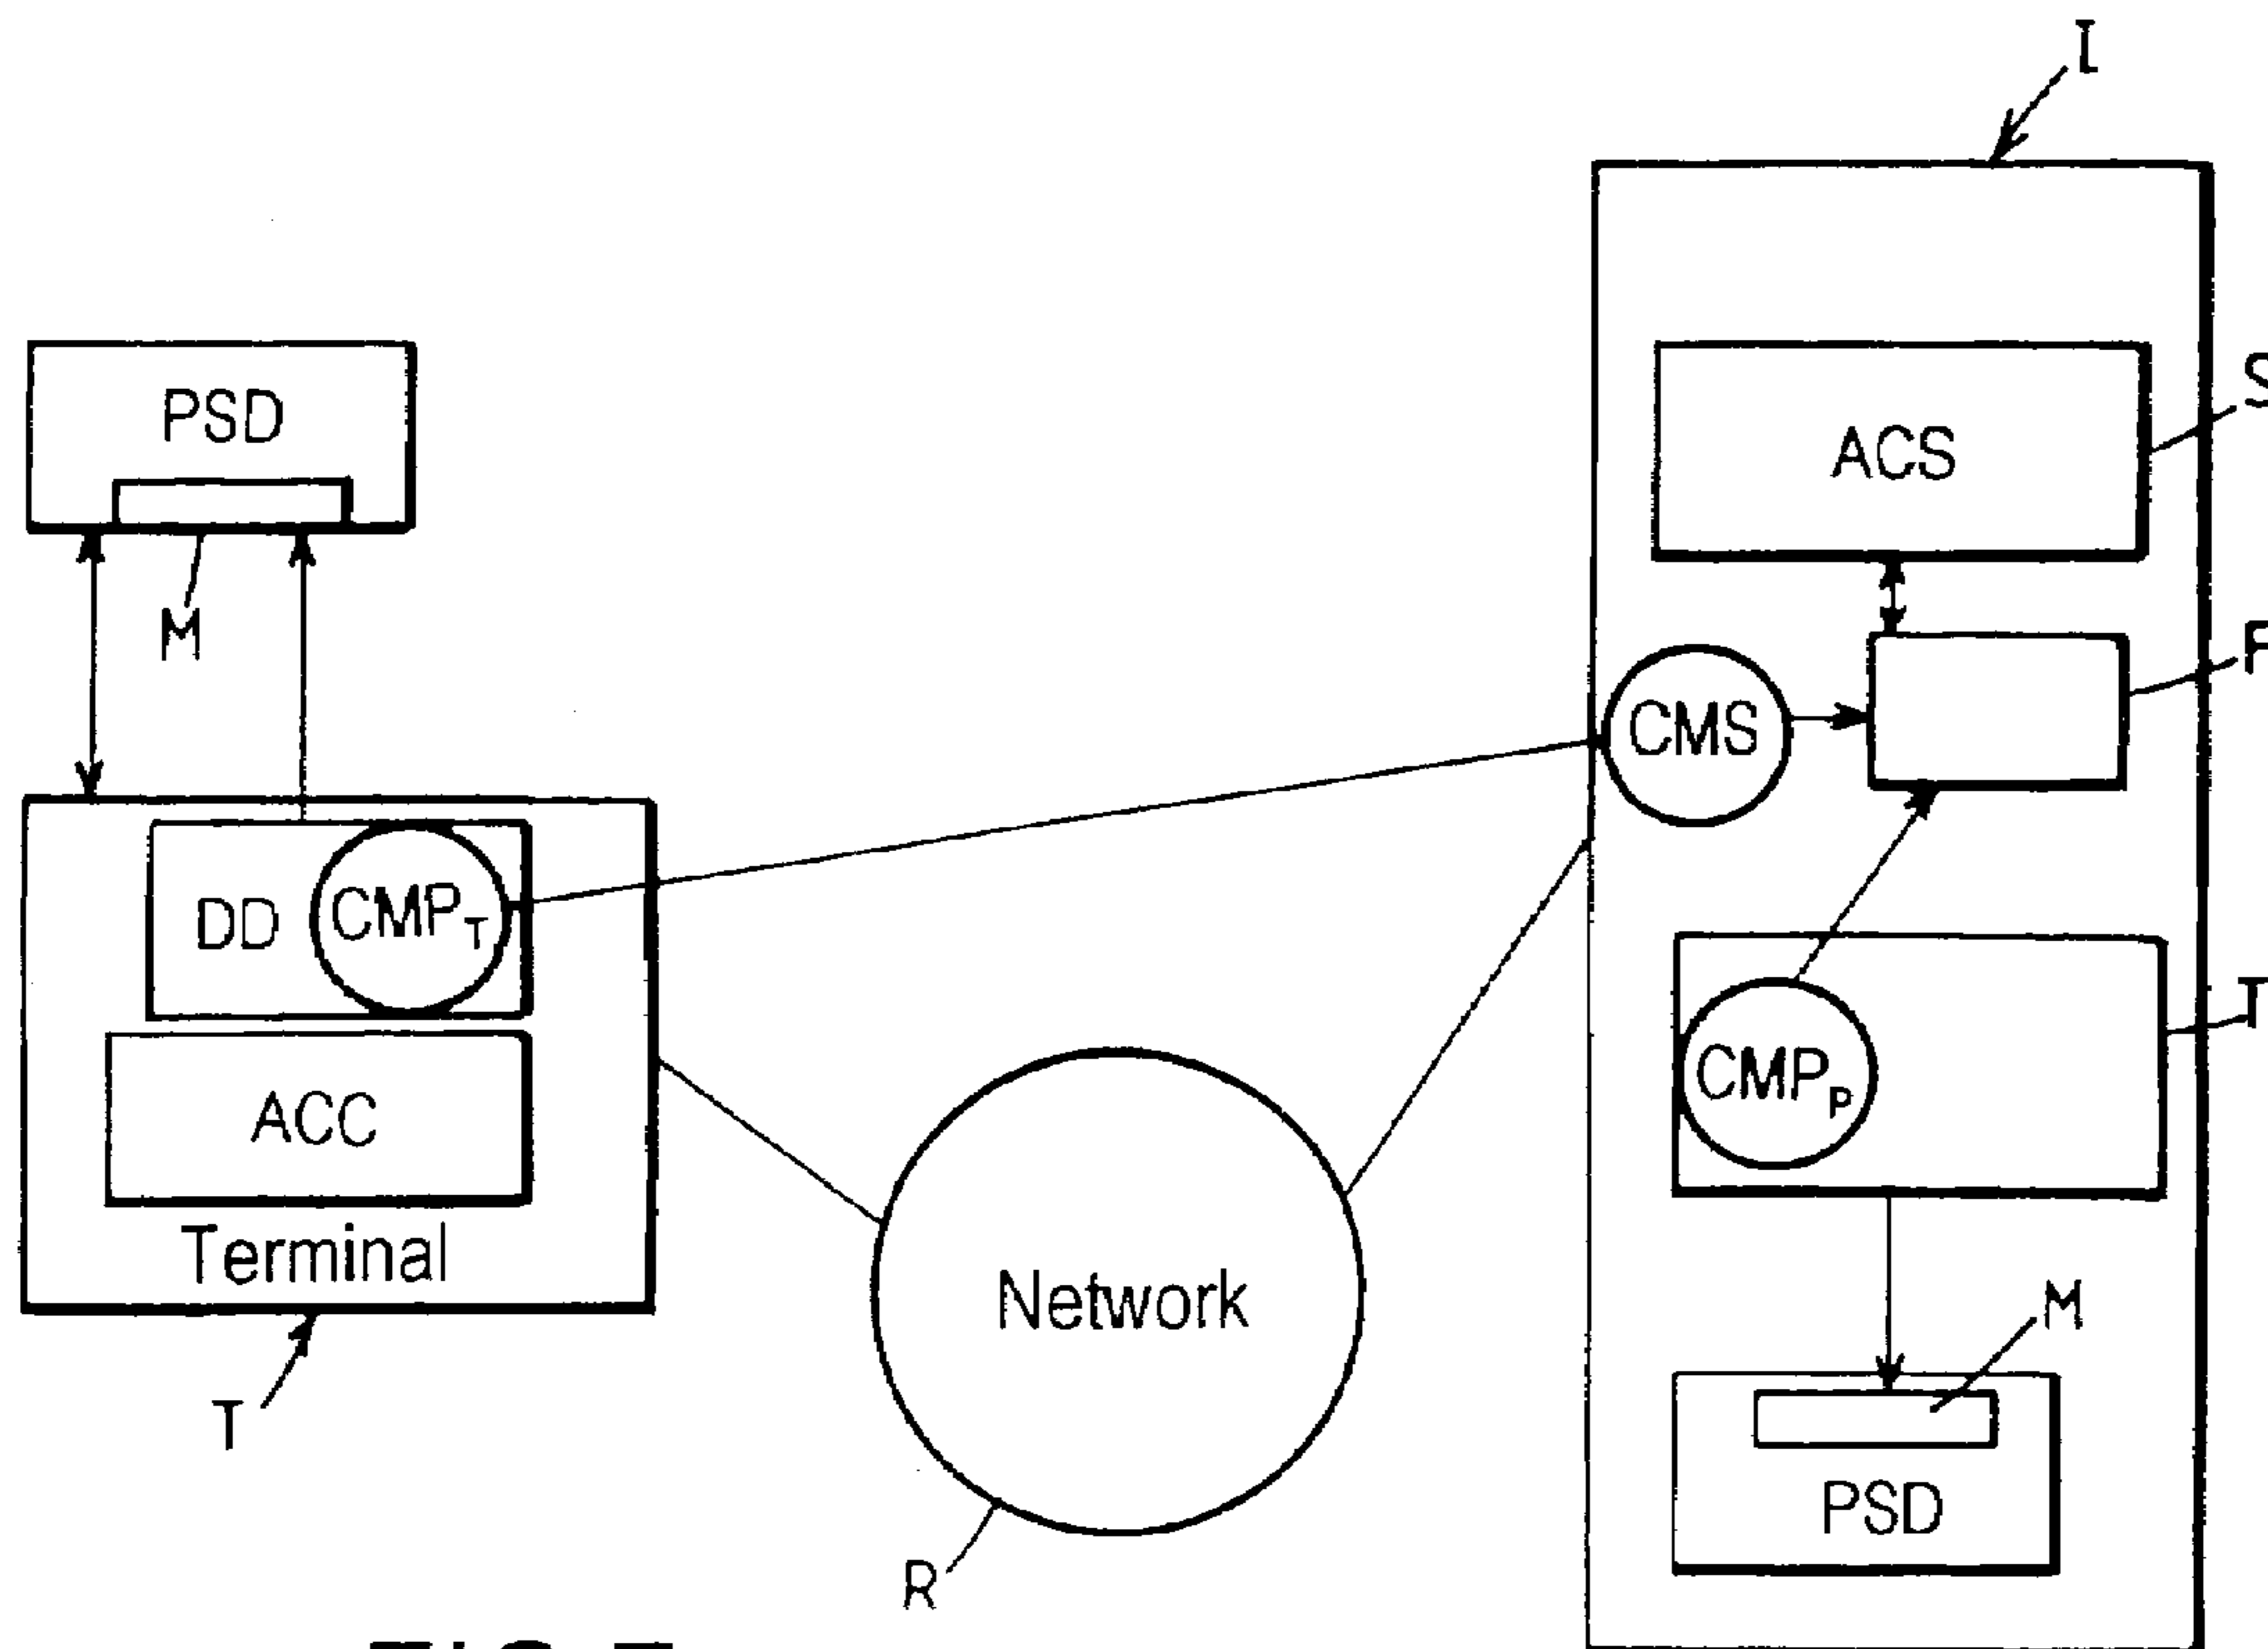 I
PSD
ACS
S
M
CMS
DD
CMP_T
ACC
Terminal
CMP_P
T
Network
M
T
PSD
R